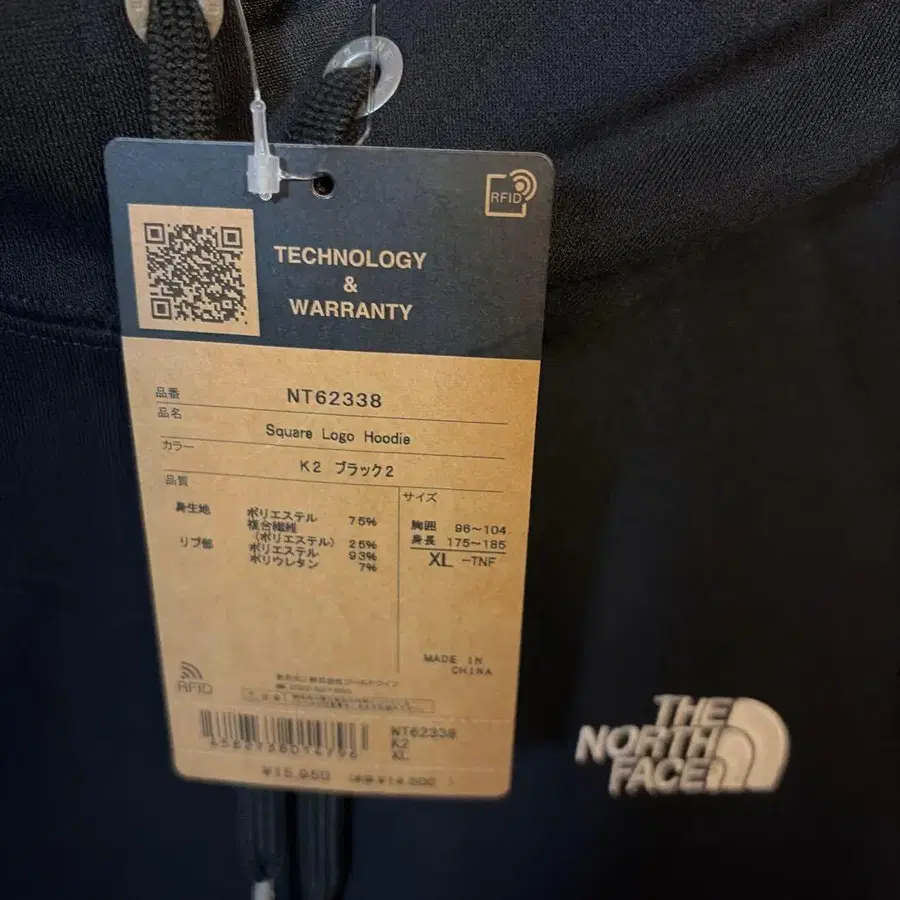 RFID
TECHNOLOGY
&
WARRANTY
品番 NT62338
品名 Square Logo Hoodie
カラー K2 ブラック2
品質
身生地 ポリエステル 75%
複合繊維
(ポリエステル) 25%
リブ部 ポリエステル 93%
ポリウレタン 7%
サイズ
胸囲 96~104
身長 175~185
XL -TNF
MADE IN
CHINA
RFID
NT62338
K2
XL
¥15,950
THE
NORTH
FACE